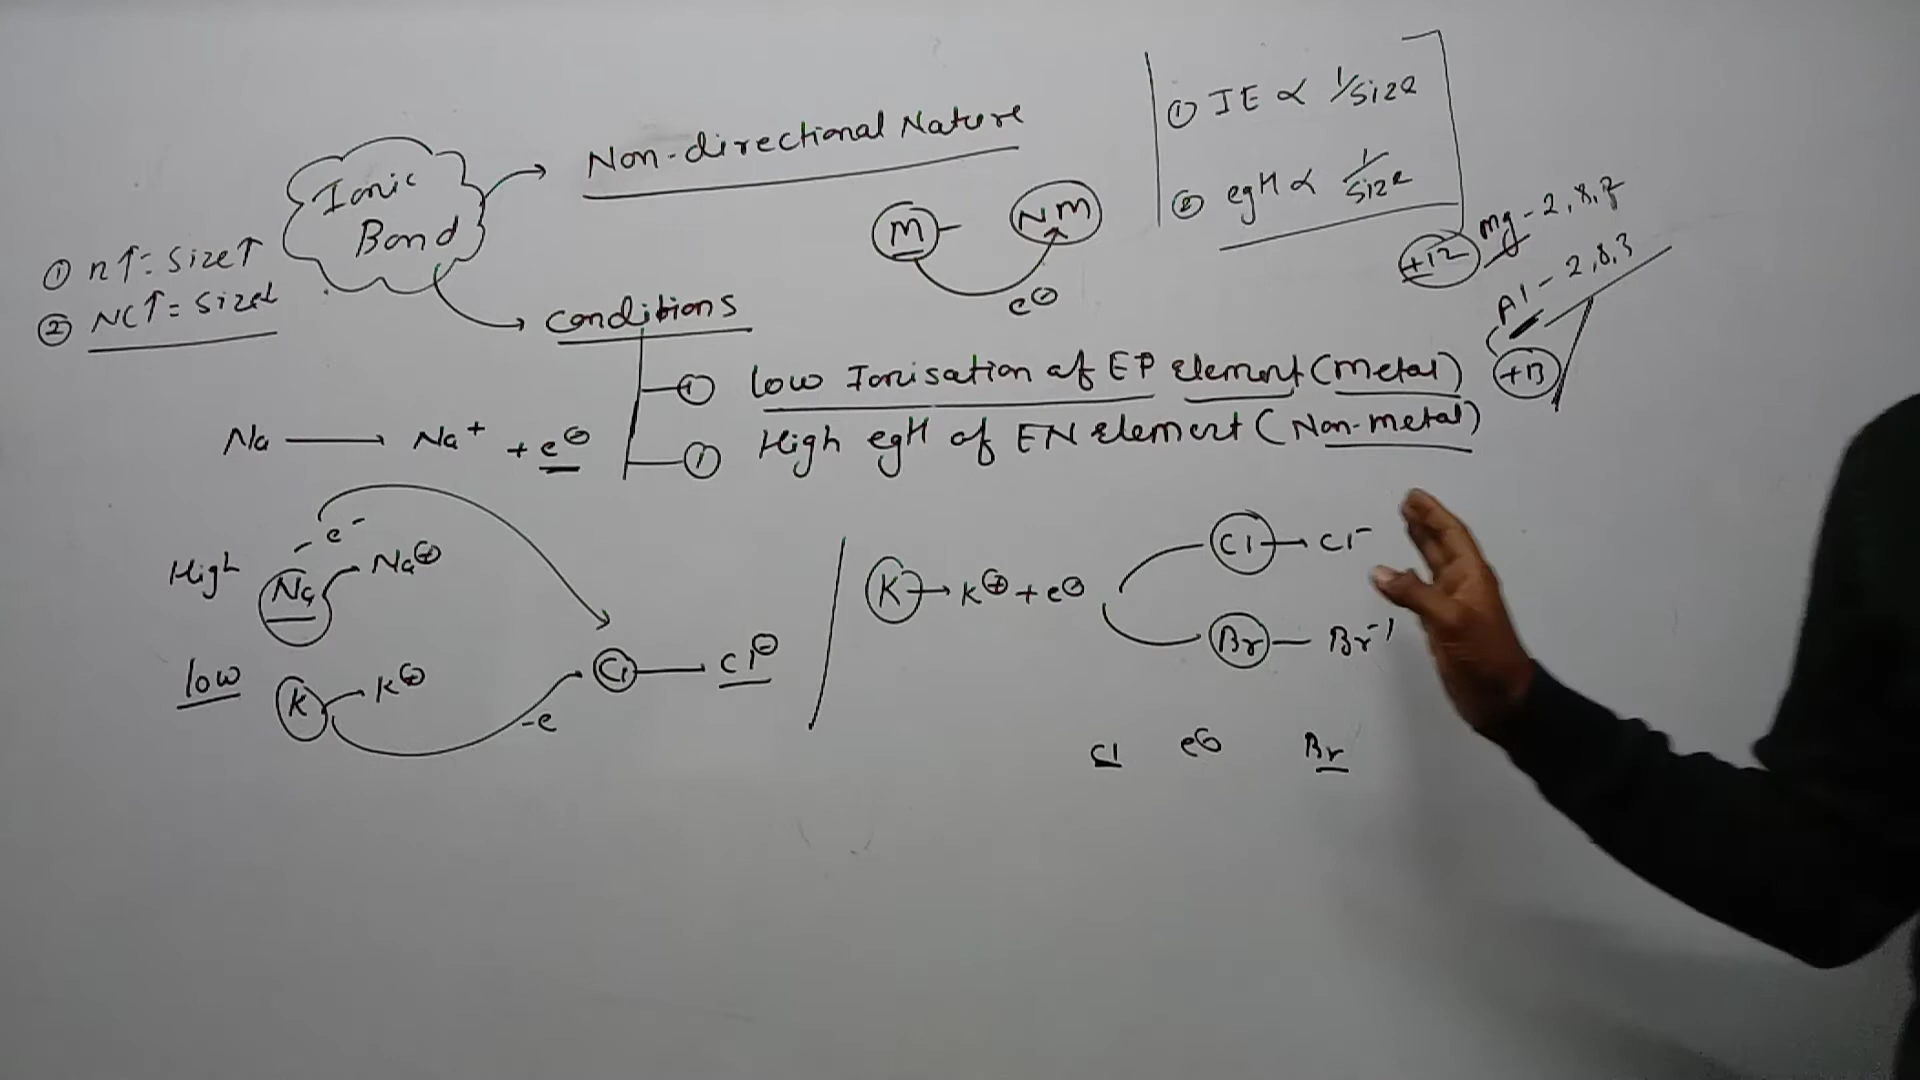 Ionic
Bond
Non-directional Nature
M
NM
e⊖
① IE ∝ 1/size
② egH ∝ 1/size
+12
mg - 2, 8, 2
Al - 2, 8, 3
+13
① n↑ = Size↑
② NC↑ = Size↓
Conditions
① low Ionisation of EP Element (Metal)
① High egH of EN Element (Non-metal)
Na → Na⁺ + e⊖
High
Na
e⁻
Na⊕
low
K
K⊕
-e
Cl
Cl⊖
K → K⊕ + e⊖
Cl → Cl⁻
Br — Br⁻¹
Cl e⊖ Br